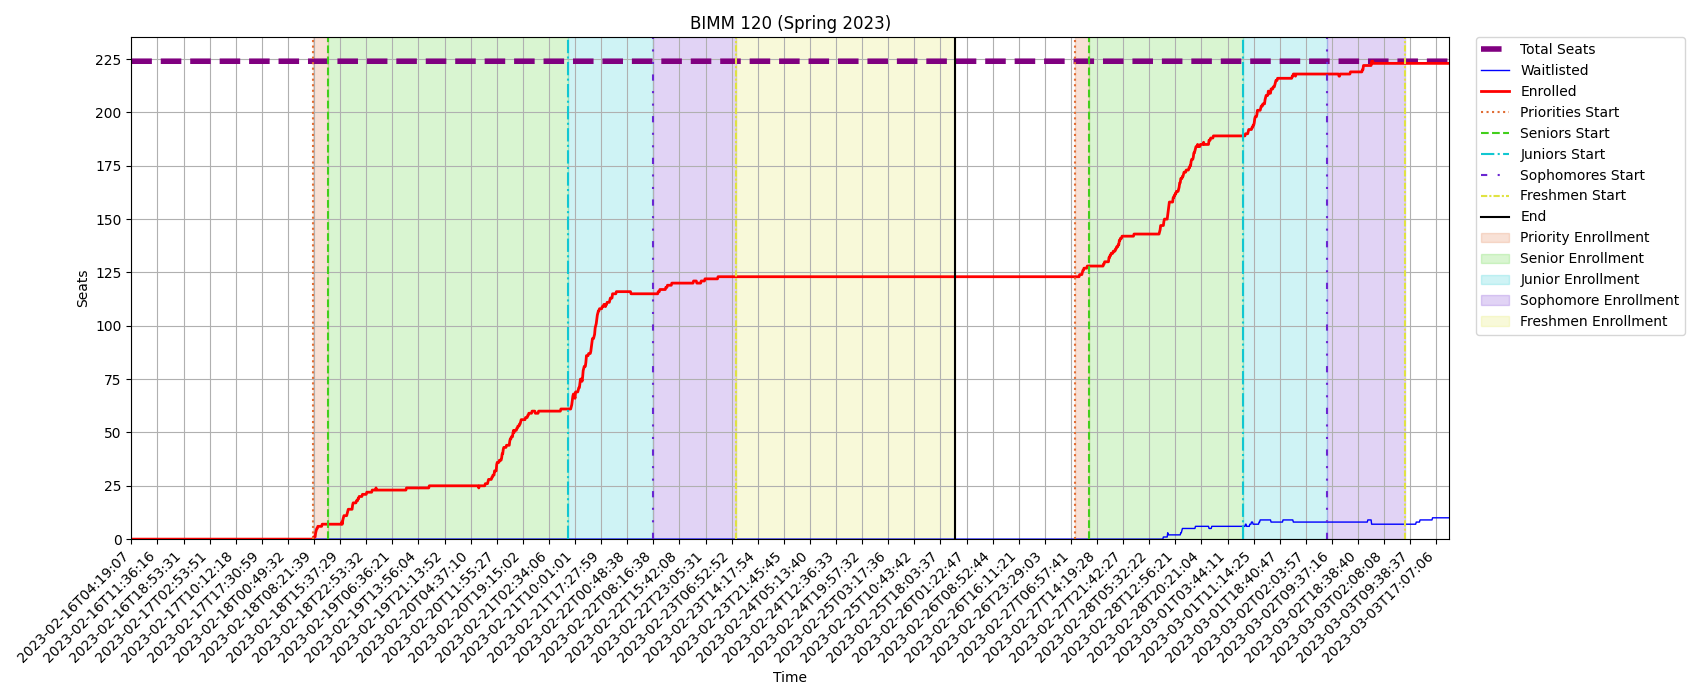 BIMM 120 (Spring 2023)
Seats
225
200
175
150
125
100
75
50
25
0
2023-02-16T04:19:07
2023-02-16T11:36:16
2023-02-16T18:53:31
2023-02-17T02:53:51
2023-02-17T10:12:18
2023-02-17T17:30:59
2023-02-18T00:49:32
2023-02-18T08:21:39
2023-02-18T15:37:29
2023-02-18T22:53:32
2023-02-19T06:36:21
2023-02-19T13:56:04
2023-02-19T21:13:52
2023-02-20T04:37:10
2023-02-20T11:55:27
2023-02-20T19:15:02
2023-02-21T02:34:06
2023-02-21T10:01:01
2023-02-21T17:27:59
2023-02-22T00:48:38
2023-02-22T08:16:38
2023-02-22T15:42:08
2023-02-22T23:05:31
2023-02-23T06:52:52
2023-02-23T14:17:54
2023-02-23T21:45:45
2023-02-24T05:13:40
2023-02-24T12:36:33
2023-02-24T19:57:32
2023-02-25T03:17:36
2023-02-25T10:43:42
2023-02-25T18:03:37
2023-02-26T01:22:47
2023-02-26T08:52:44
2023-02-26T16:11:21
2023-02-26T23:29:03
2023-02-27T06:57:41
2023-02-27T14:19:28
2023-02-27T21:42:27
2023-02-28T05:32:22
2023-02-28T12:56:21
2023-02-28T20:21:04
2023-03-01T03:44:11
2023-03-01T11:14:25
2023-03-01T18:40:47
2023-03-02T02:03:57
2023-03-02T09:37:16
2023-03-02T18:38:40
2023-03-03T02:08:08
2023-03-03T09:38:37
2023-03-03T17:07:06
Time
Total Seats
Waitlisted
Enrolled
Priorities Start
Seniors Start
Juniors Start
Sophomores Start
Freshmen Start
End
Priority Enrollment
Senior Enrollment
Junior Enrollment
Sophomore Enrollment
Freshmen Enrollment